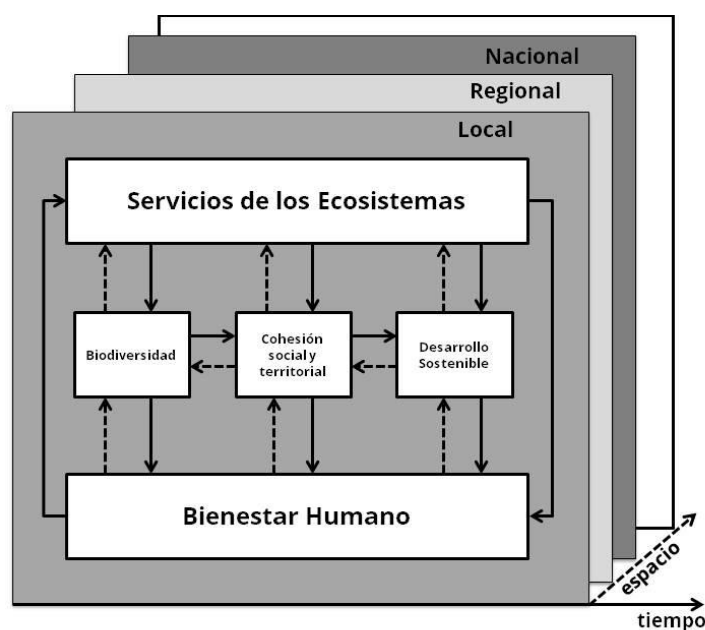 Nacional
Regional
Local
Servicios de los Ecosistemas
Biodiversidad
Cohesión
social y
territorial
Desarrollo
Sostenible
Bienestar Humano
espacio
tiempo